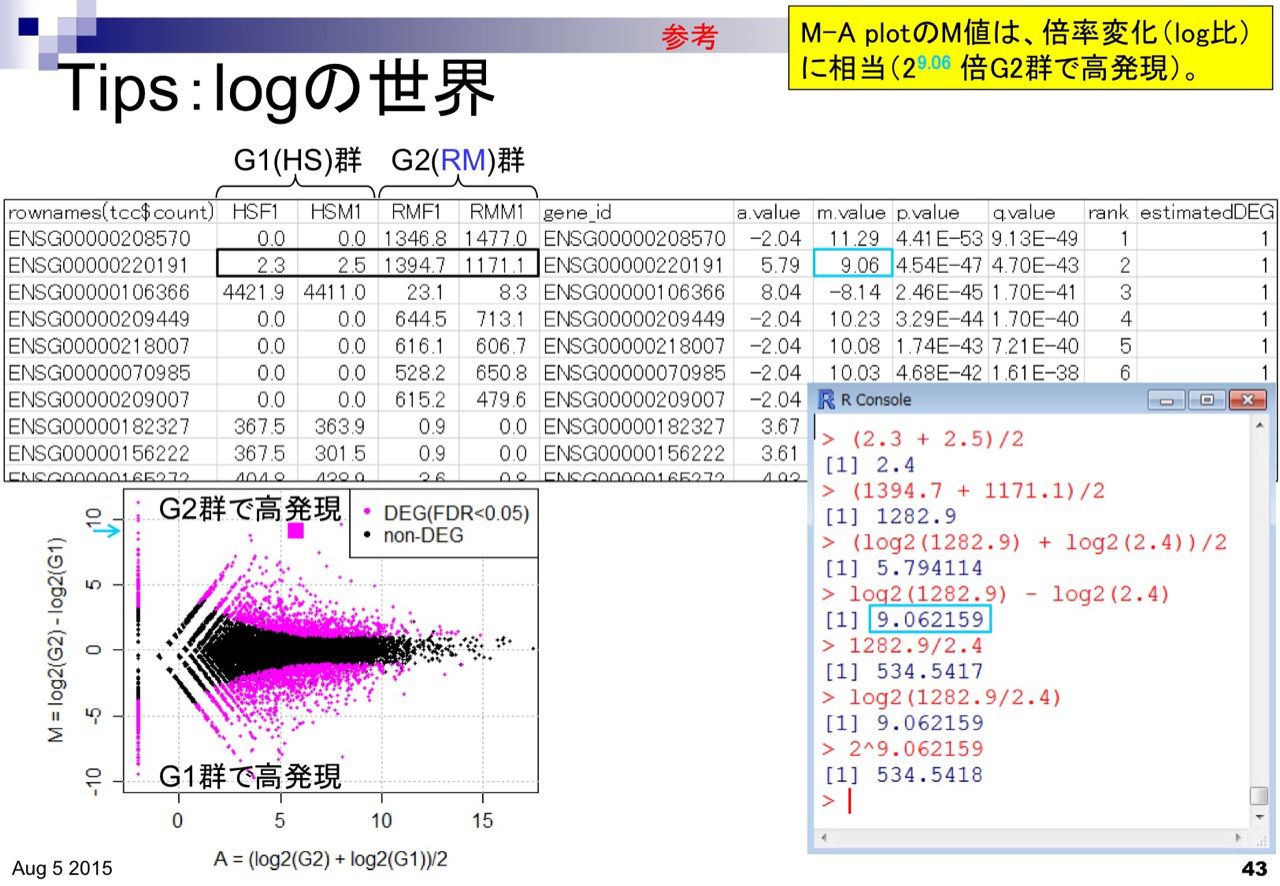 参考
M-A plotのM値は、倍率変化(log比)
に相当(2^9.06 倍G2群で高発現)。
Tips：logの世界
G1(HS)群 G2(RM)群
rownames(tcc$count) HSF1 HSM1 RMF1 RMM1 gene_id a.value m.value p.value q.value rank estimatedDEG
ENSG00000208570 0.0 0.0 1346.8 1477.0 ENSG00000208570 -2.04 11.29 4.41E-53 9.13E-49 1 1
ENSG00000220191 2.3 2.5 1394.7 1171.1 ENSG00000220191 5.79 9.06 4.54E-47 4.70E-43 2 1
ENSG00000106366 4421.9 4411.0 23.1 8.3 ENSG00000106366 8.04 -8.14 2.46E-45 1.70E-41 3 1
ENSG00000209449 0.0 0.0 644.5 713.1 ENSG00000209449 -2.04 10.23 3.29E-44 1.70E-40 4 1
ENSG00000218007 0.0 0.0 616.1 606.7 ENSG00000218007 -2.04 10.08 1.74E-43 7.21E-40 5 1
ENSG00000070985 0.0 0.0 528.2 650.8 ENSG00000070985 -2.04 10.03 4.68E-42 1.61E-38 6 1
ENSG00000209007 0.0 0.0 615.2 479.6 ENSG00000209007 -2.04
ENSG00000182327 367.5 363.9 0.9 0.0 ENSG00000182327 3.67
ENSG00000156222 367.5 301.5 0.9 0.0 ENSG00000156222 3.61
ENSG00000165272 404.8 438.9 3.6 0.8 ENSG00000165272 4.93
R Console
> (2.3 + 2.5)/2
[1] 2.4
> (1394.7 + 1171.1)/2
[1] 1282.9
> (log2(1282.9) + log2(2.4))/2
[1] 5.794114
> log2(1282.9) - log2(2.4)
[1] 9.062159
> 1282.9/2.4
[1] 534.5417
> log2(1282.9/2.4)
[1] 9.062159
> 2^9.062159
[1] 534.5418
>
G2群で高発現
DEG(FDR<0.05)
non-DEG
G1群で高発現
M = log2(G2) - log2(G1)
10
5
0
-5
-10
0 5 10 15
A = (log2(G2) + log2(G1))/2
Aug 5 2015
43